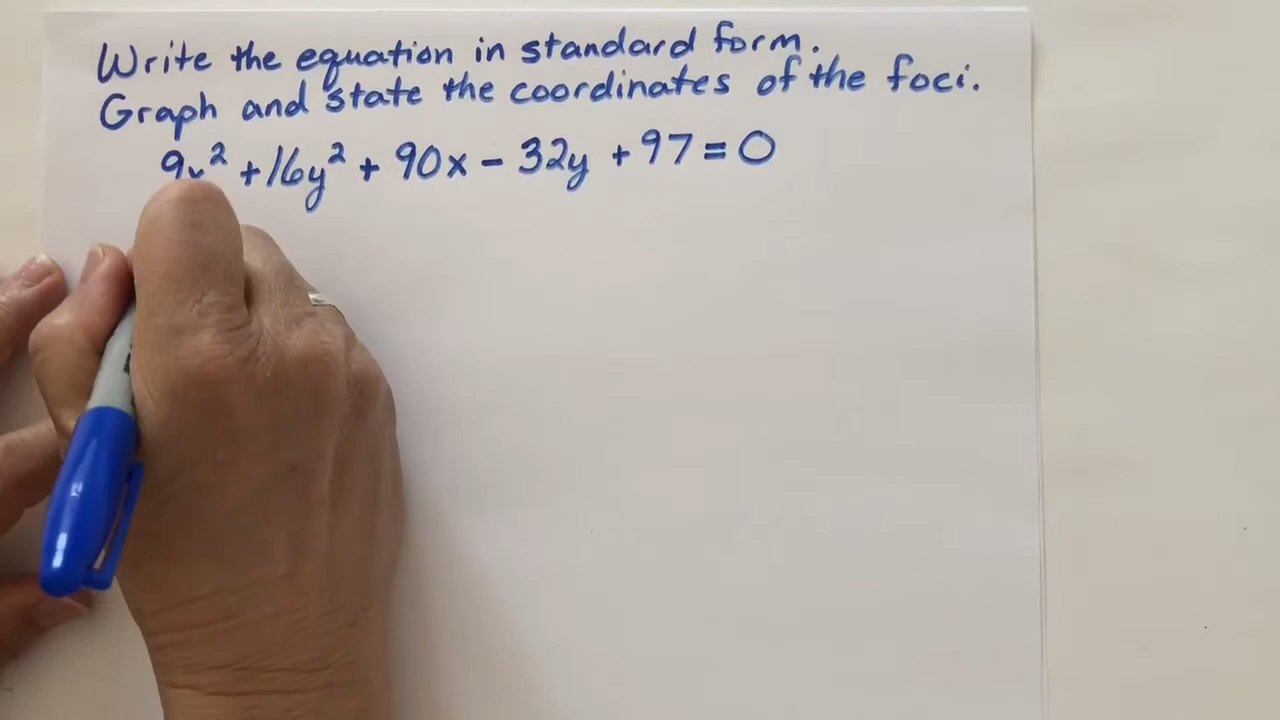 Write the equation in standard form.
Graph and state the coordinates of the foci.
9x² + 16y² + 90x - 32y + 97 = 0